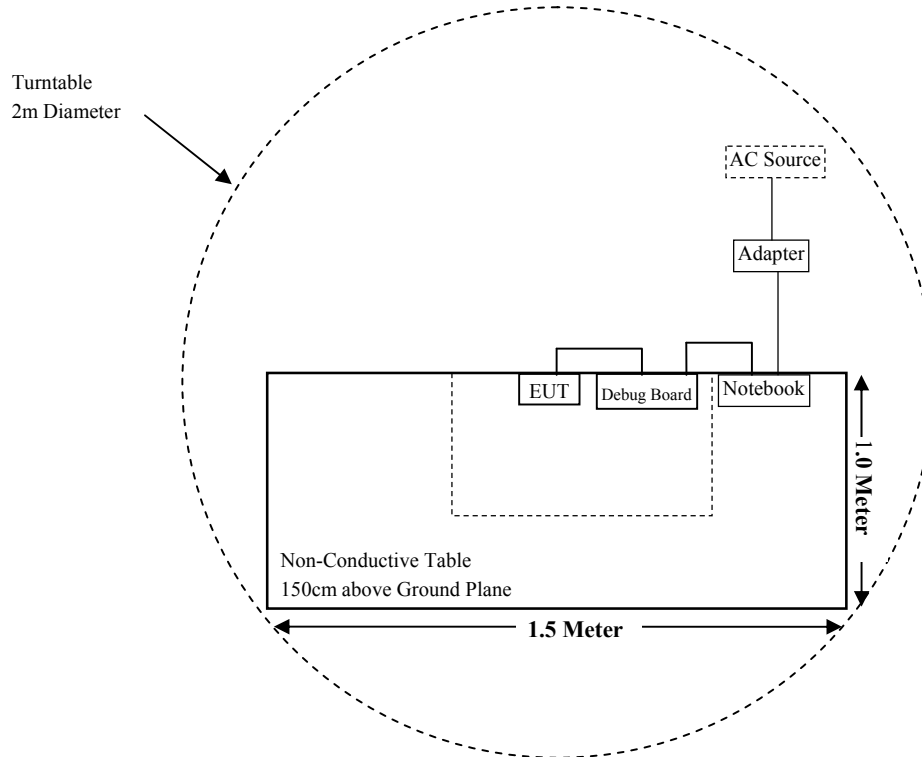 Turntable
2m Diameter
AC Source
Adapter
EUT
Debug Board
Notebook
1.0 Meter
Non-Conductive Table
150cm above Ground Plane
1.5 Meter